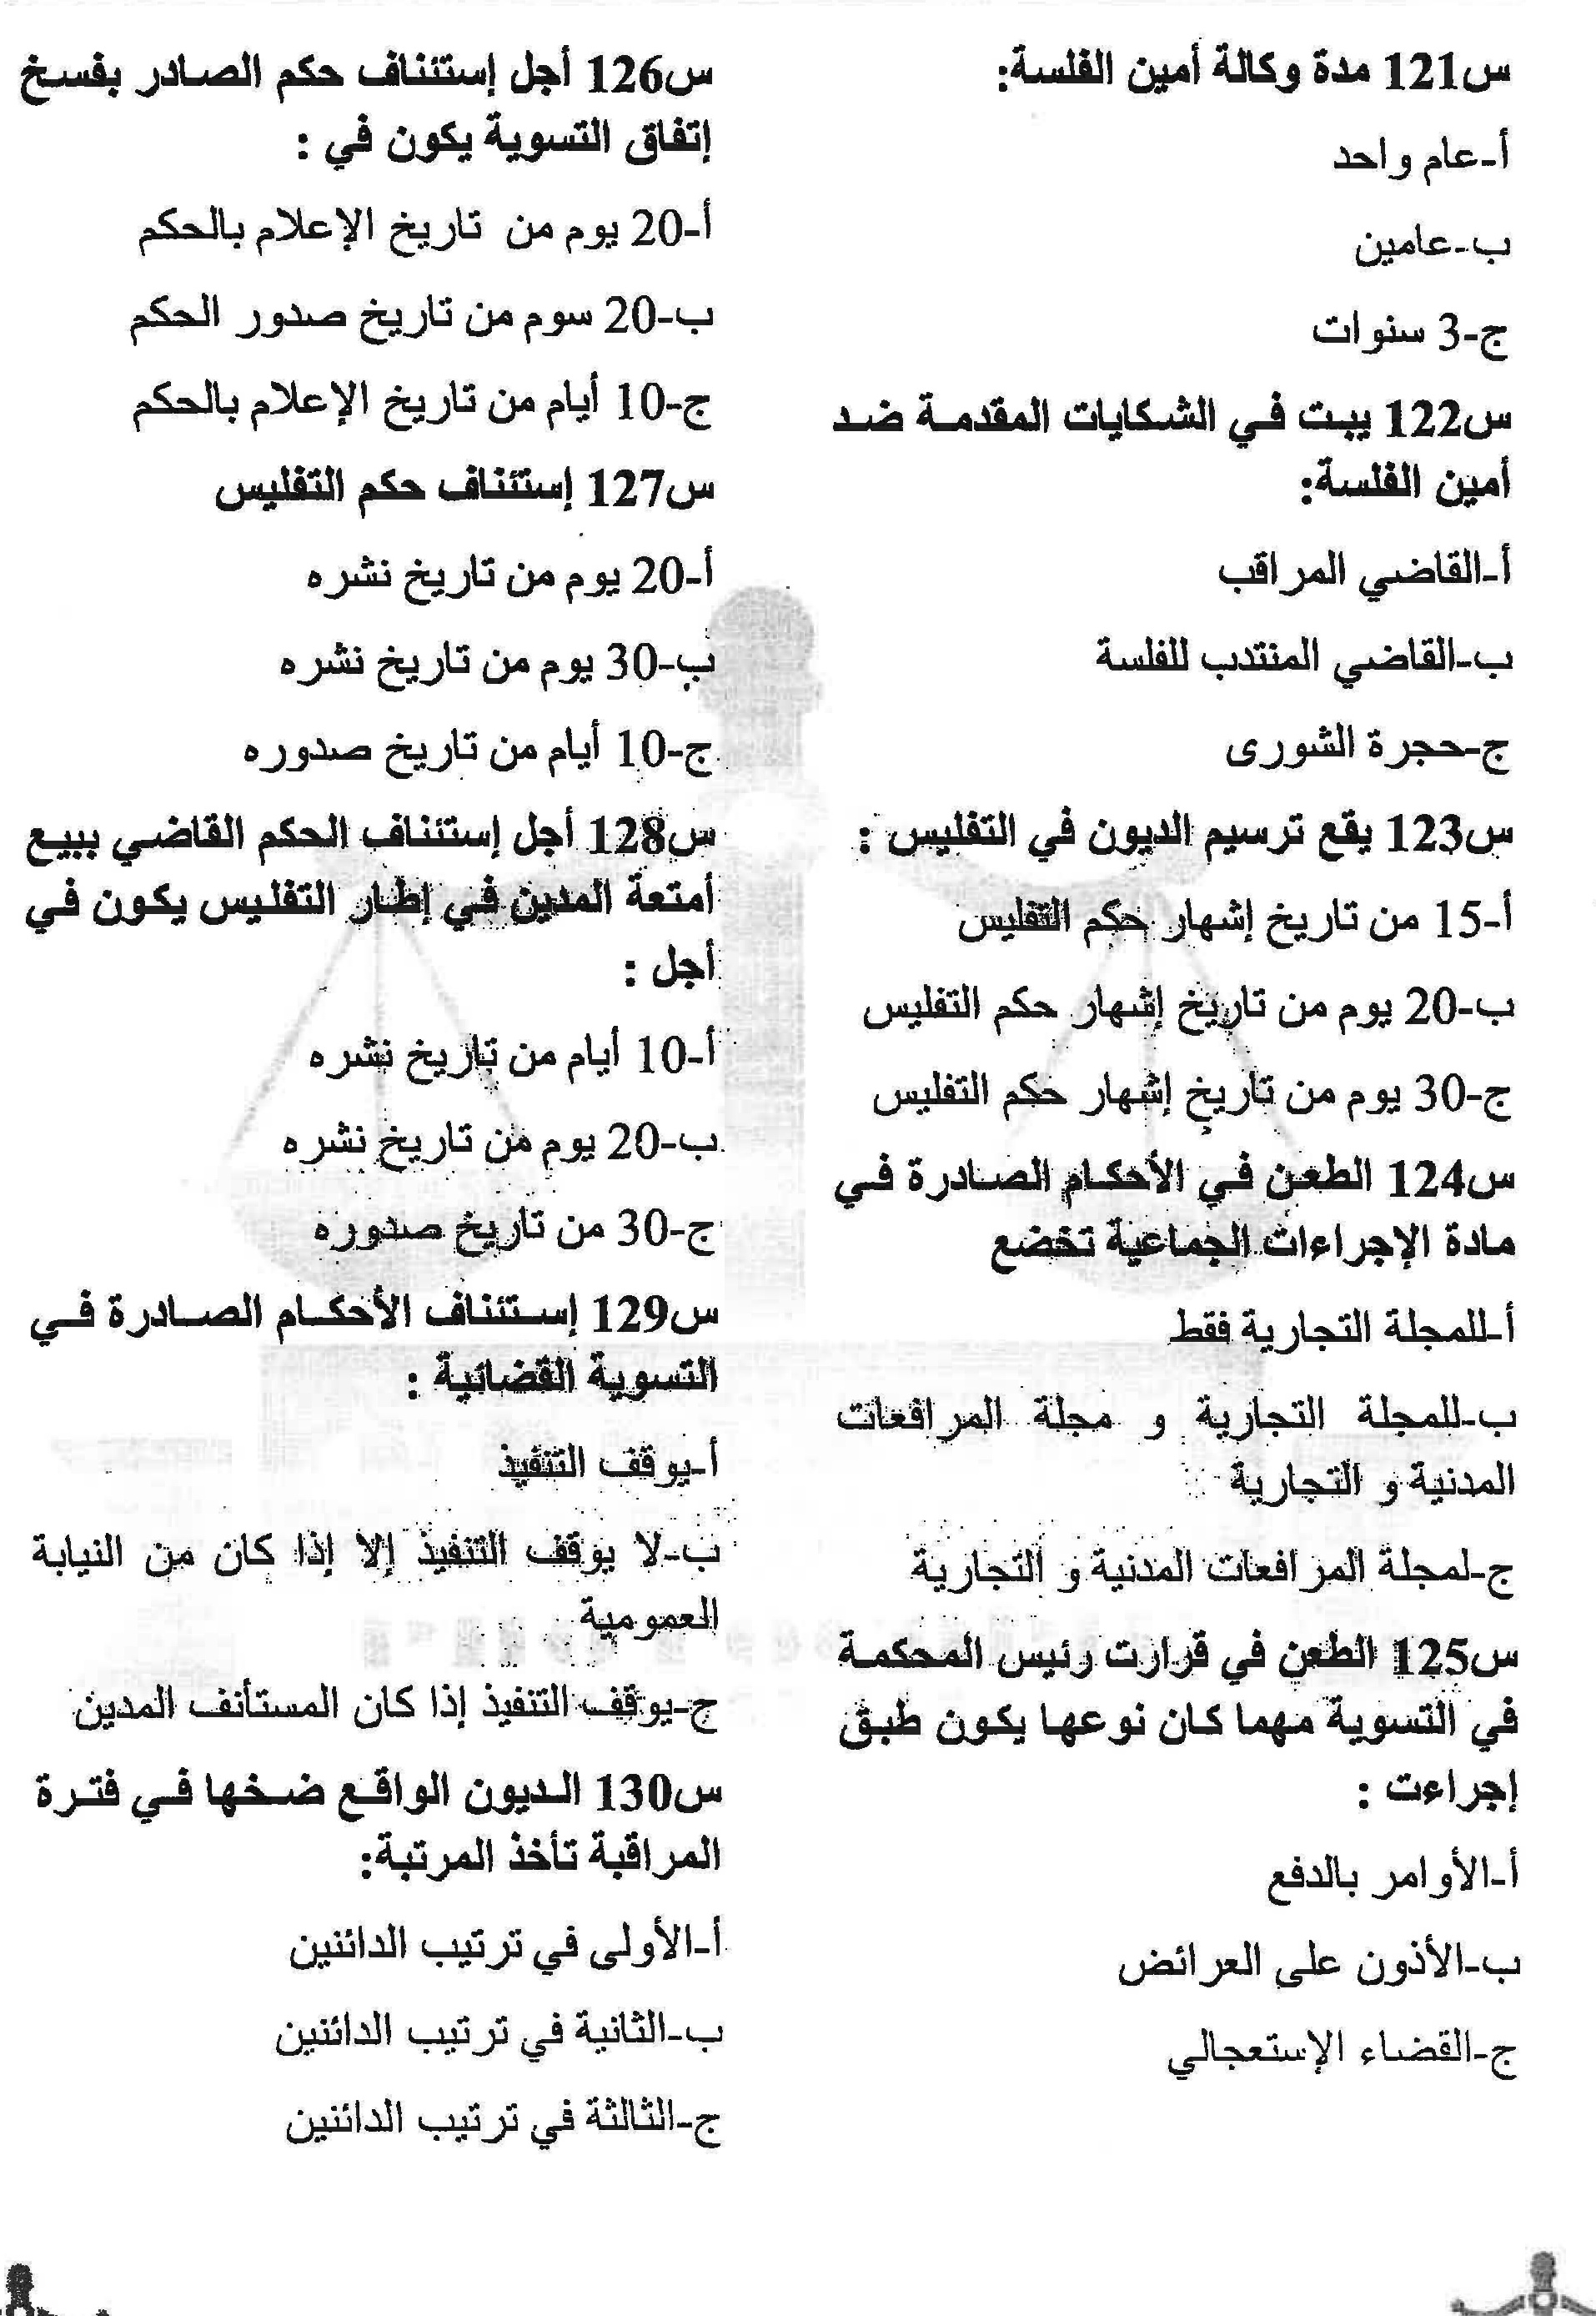 س121 مدة وكالة أمين الفلسة:
أ-عام واحد
ب-عامين
ج-3 سنوات
س122 يبت في الشكايات المقدمة ضد
أمين الفلسة:
أ-القاضي المراقب
ب-القاضي المنتدب للفلسة
ج-حجرة الشورى
س123 يقع ترسيم الديون في التفليس :
أ-15 من تاريخ إشهار حكم التفليس
ب-20 يوم من تاريخ إشهار حكم التفليس
ج-30 يوم من تاريخ إشهار حكم التفليس
س124 الطعن في الأحكام الصادرة في
مادة الإجراءات الجماعية تخضع
أ-للمجلة التجارية فقط
ب-للمجلة التجارية و مجلة المرافعات
المدنية و التجارية
ج-لمجلة المرافعات المدنية و التجارية
س125 الطعن في قرارت رئيس المحكمة
في التسوية مهما كان نوعها يكون طبق
إجراءت :
أ-الأوامر بالدفع
ب-الأذون على العرائض
ج-القضاء الإستعجالي
س126 أجل إستئناف حكم الصادر بفسخ
إتفاق التسوية يكون في :
أ-20 يوم من تاريخ الإعلام بالحكم
ب-20 سوم من تاريخ صدور الحكم
ج-10 أيام من تاريخ الإعلام بالحكم
س127 إستئناف حكم التفليس
أ-20 يوم من تاريخ نشره
ب-30 يوم من تاريخ نشره
ج-10 أيام من تاريخ صدوره
س128 أجل إستئناف الحكم القاضي ببيع
أمتعة المدين في إطار التفليس يكون في
أجل :
أ-10 أيام من تاريخ نشره
ب-20 يوم من تاريخ نشره
ج-30 من تاريخ صدوره
س129 إستئناف الأحكام الصادرة في
التسوية القضائية :
أ-يوقف التنفيذ
ب-لا يوقف التنفيذ إلا إذا كان من النيابة
العمومية
ج-يوقف التنفيذ إذا كان المستأنف المدين
س130 الديون الواقع ضخها في فترة
المراقبة تأخذ المرتبة:
أ-الأولى في ترتيب الدائنين
ب-الثانية في ترتيب الدائنين
ج-الثالثة في ترتيب الدائنين